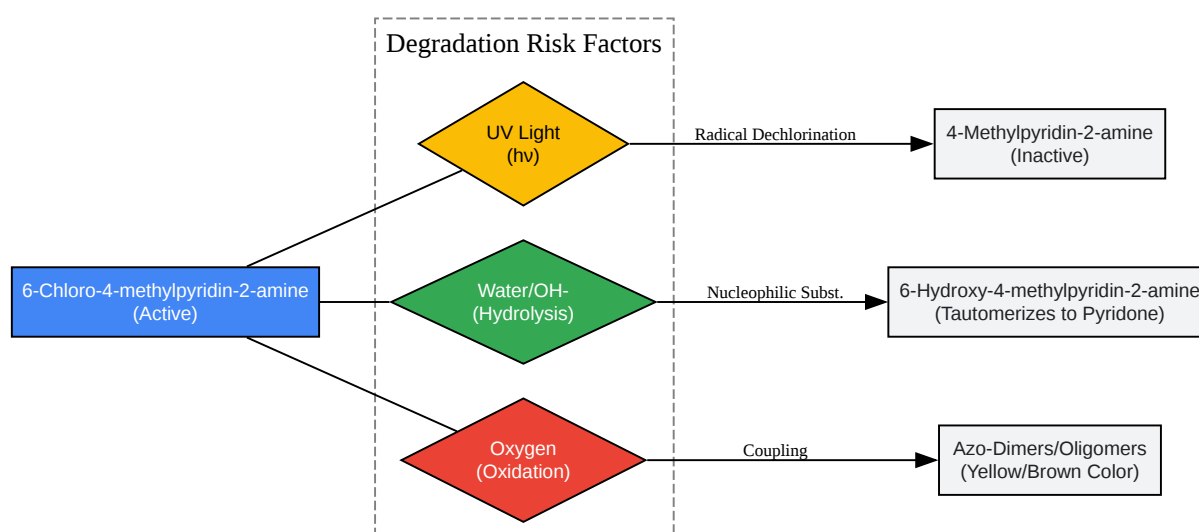 Degradation Risk Factors
UV Light
(hν)
Radical Dechlorination
4-Methylpyridin-2-amine
(Inactive)
6-Chloro-4-methylpyridin-2-amine
(Active)
Water/OH-
(Hydrolysis)
Nucleophilic Subst.
6-Hydroxy-4-methylpyridin-2-amine
(Tautomerizes to Pyridone)
Oxygen
(Oxidation)
Coupling
Azo-Dimers/Oligomers
(Yellow/Brown Color)